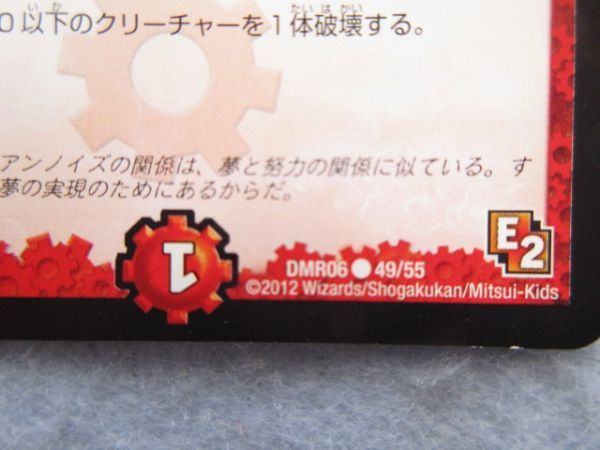 0以下のクリーチャーを1体破壊する。
アンノイズの関係は、夢と努力の関係に似ている。す
夢の実現のためにあるからだ。
1
E2
DMR06 49/55
©2012 Wizards/Shogakukan/Mitsui-Kids